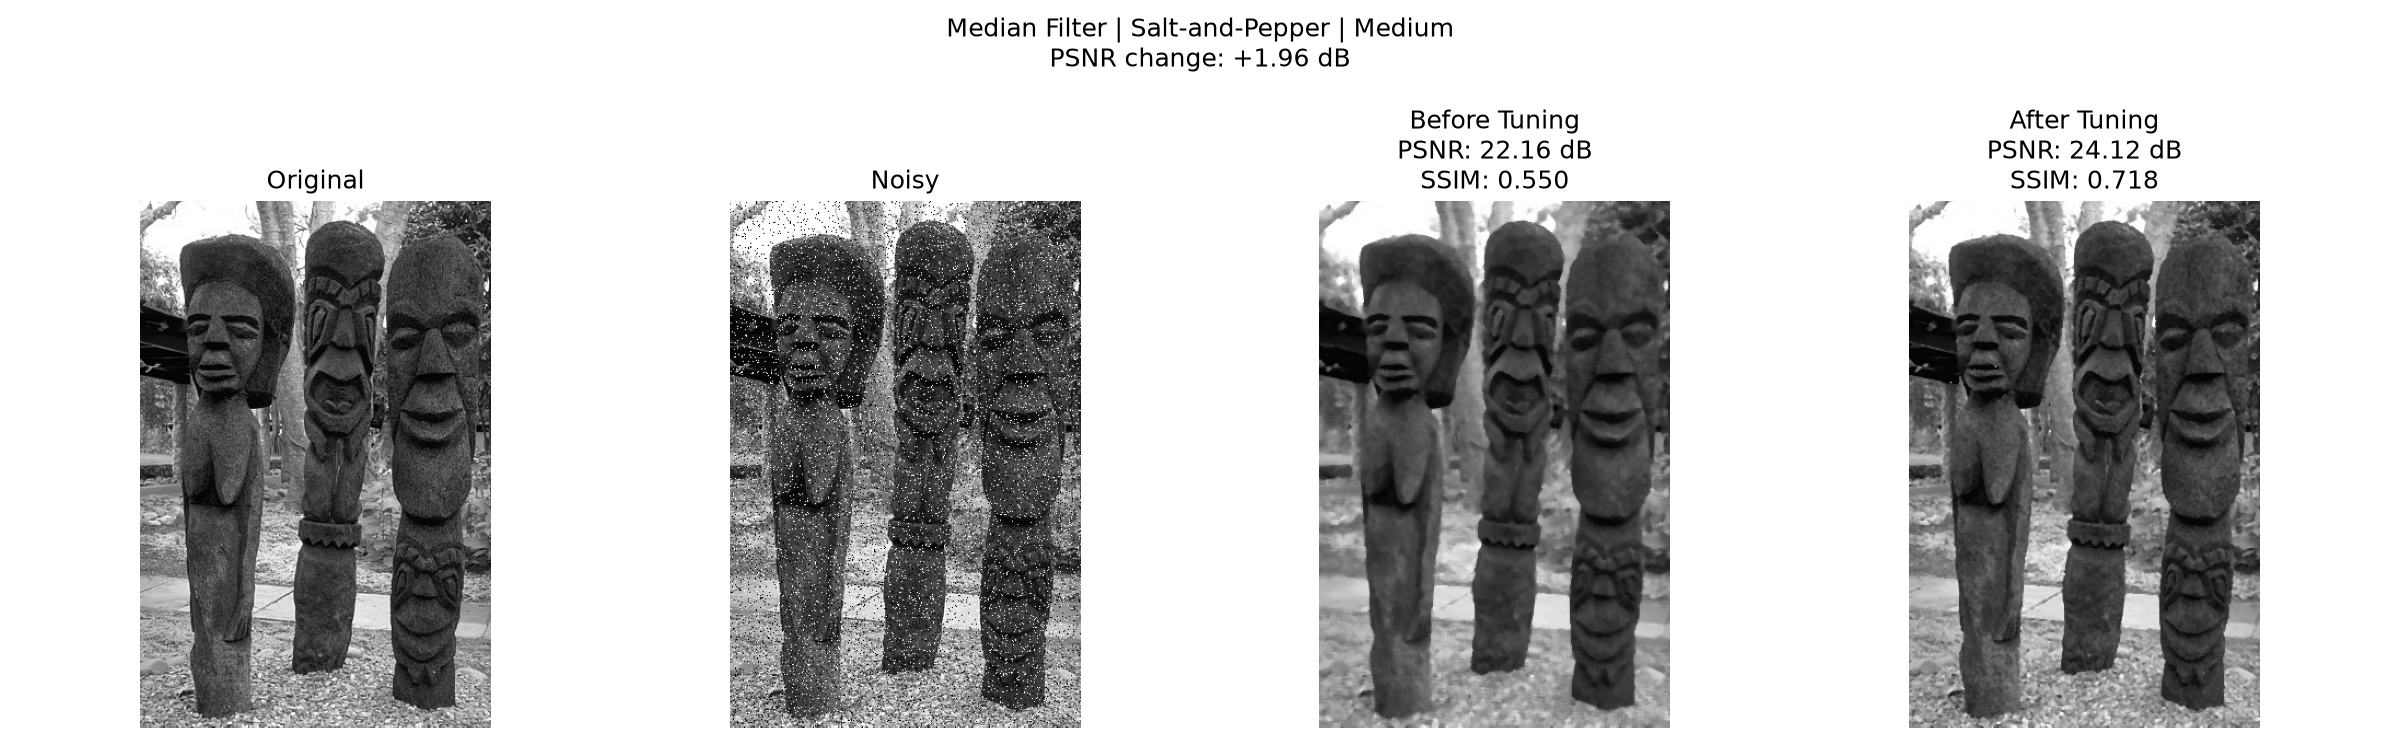 Median Filter | Salt-and-Pepper | Medium
PSNR change: +1.96 dB
Original
Noisy
Before Tuning
PSNR: 22.16 dB
SSIM: 0.550
After Tuning
PSNR: 24.12 dB
SSIM: 0.718